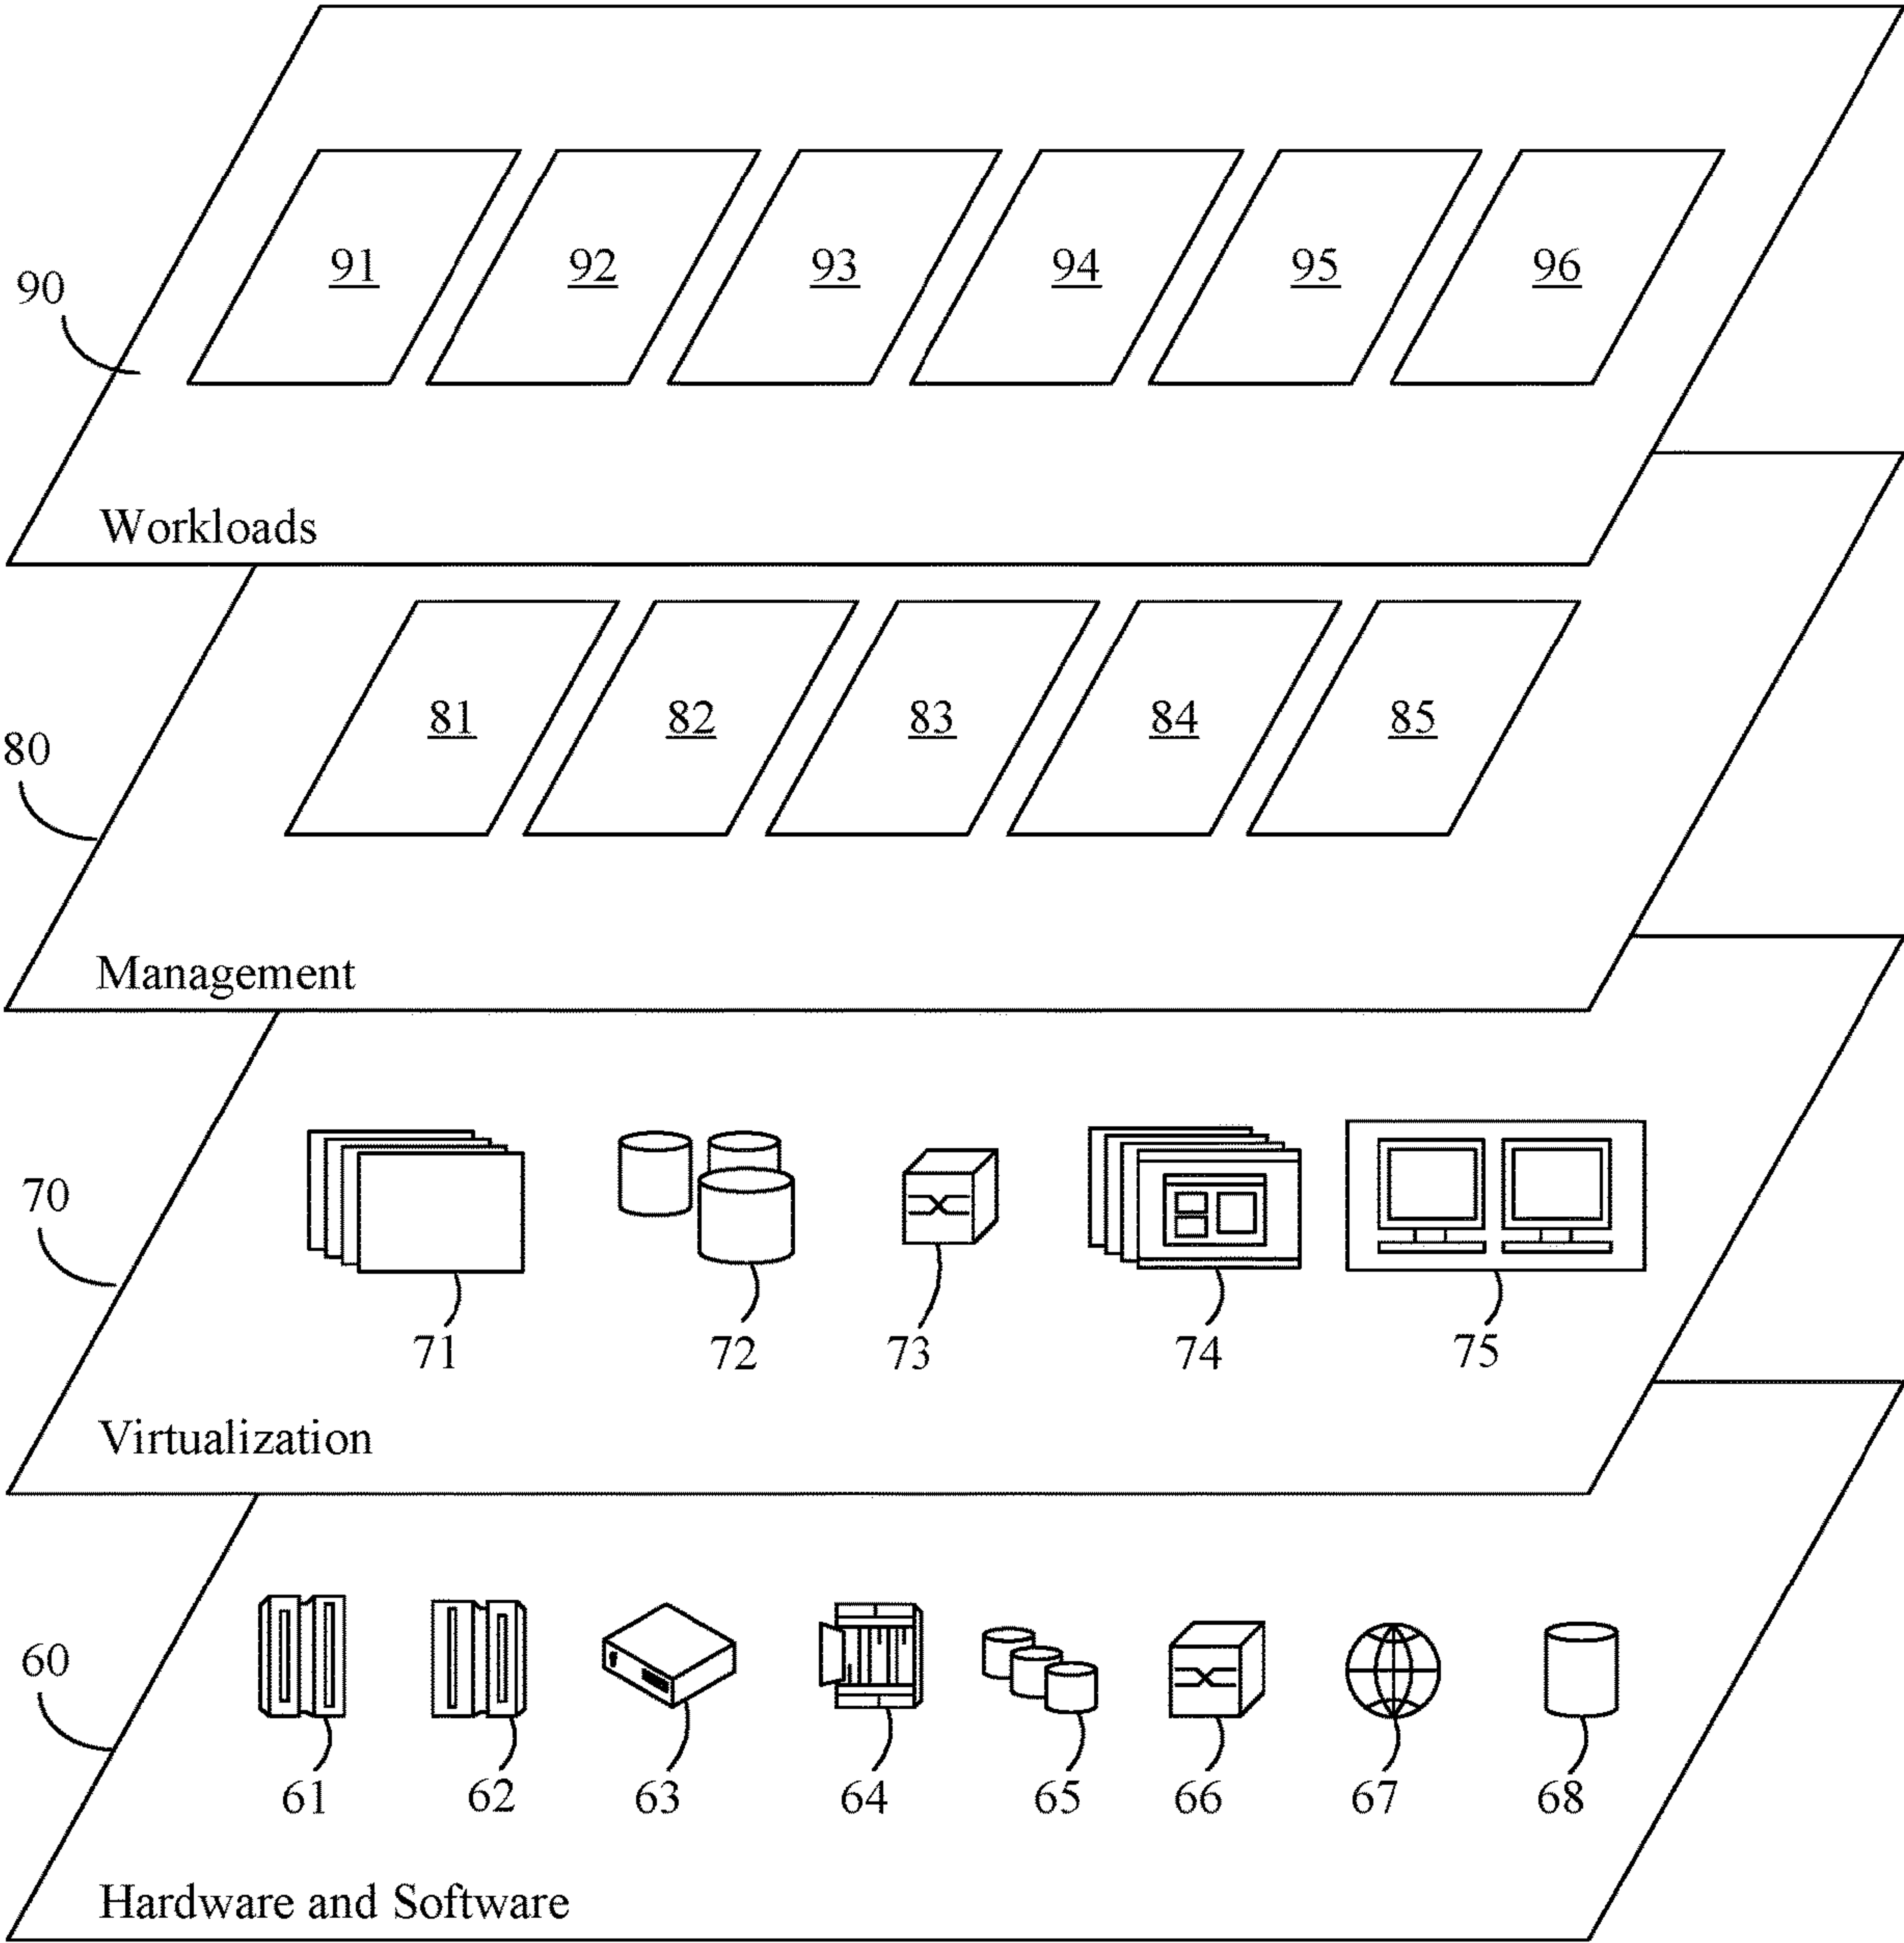 91 92 93 94 95 96
90
Workloads
81 82 83 84 85
80
Management
70
71 72 73 74 75
Virtualization
60
61 62 63 64 65 66 67 68
Hardware and Software